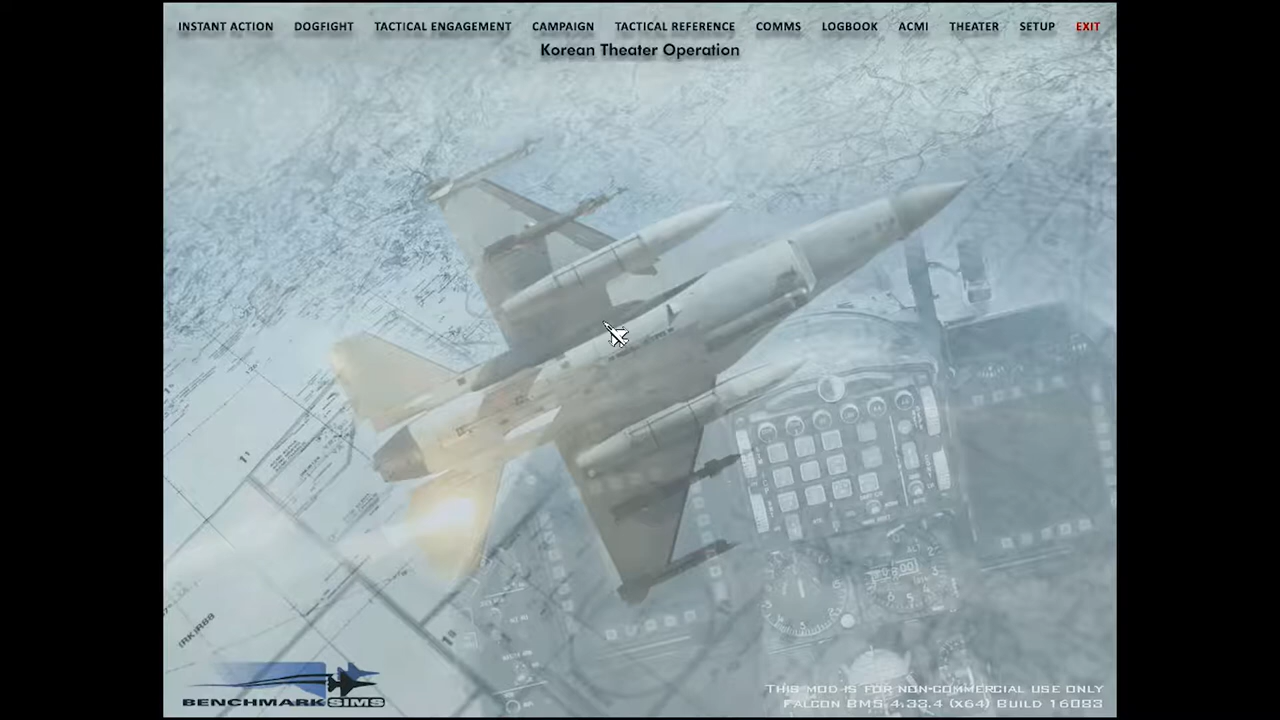 INSTANT ACTION DOGFIGHT TACTICAL ENGAGEMENT CAMPAIGN TACTICAL REFERENCE COMMS LOGBOOK ACMI THEATER SETUP EXIT
Korean Theater Operation
BENCHMARK SIMS
THIS MOD IS FOR NON-COMMERCIAL USE ONLY
FALCON BMS 4.33.4 (X64) BUILD 16083